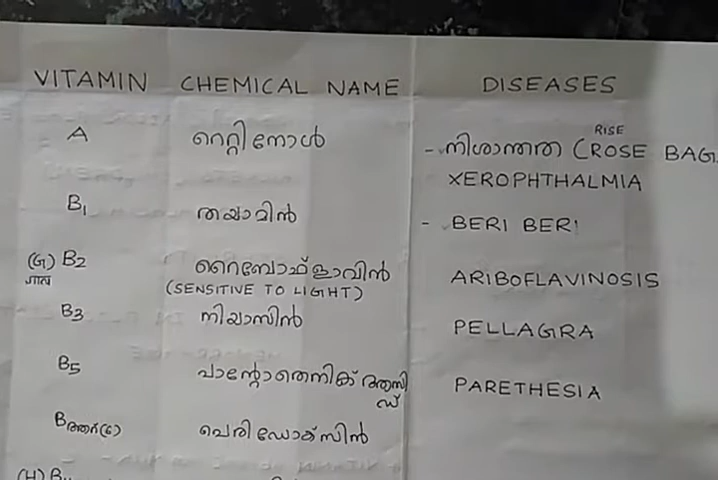 VITAMIN CHEMICAL NAME DISEASES
A റെറ്റിനോൾ - നിശാന്ധത (ROSE BAG
RISE
XEROPHTHALMIA
B1 തയാമിൻ - BERI BERI
(G) B2 റൈബോഫ്ളാവിൻ ARIBOFLAVINOSIS
(SENSITIVE TO LIGHT)
B3 നിയാസിൻ PELLAGRA
B5 പാന്റോതെനിക് ആസി
ഡ് PARETHESIA
B പെരിഡോക്സിൻ
(H) B